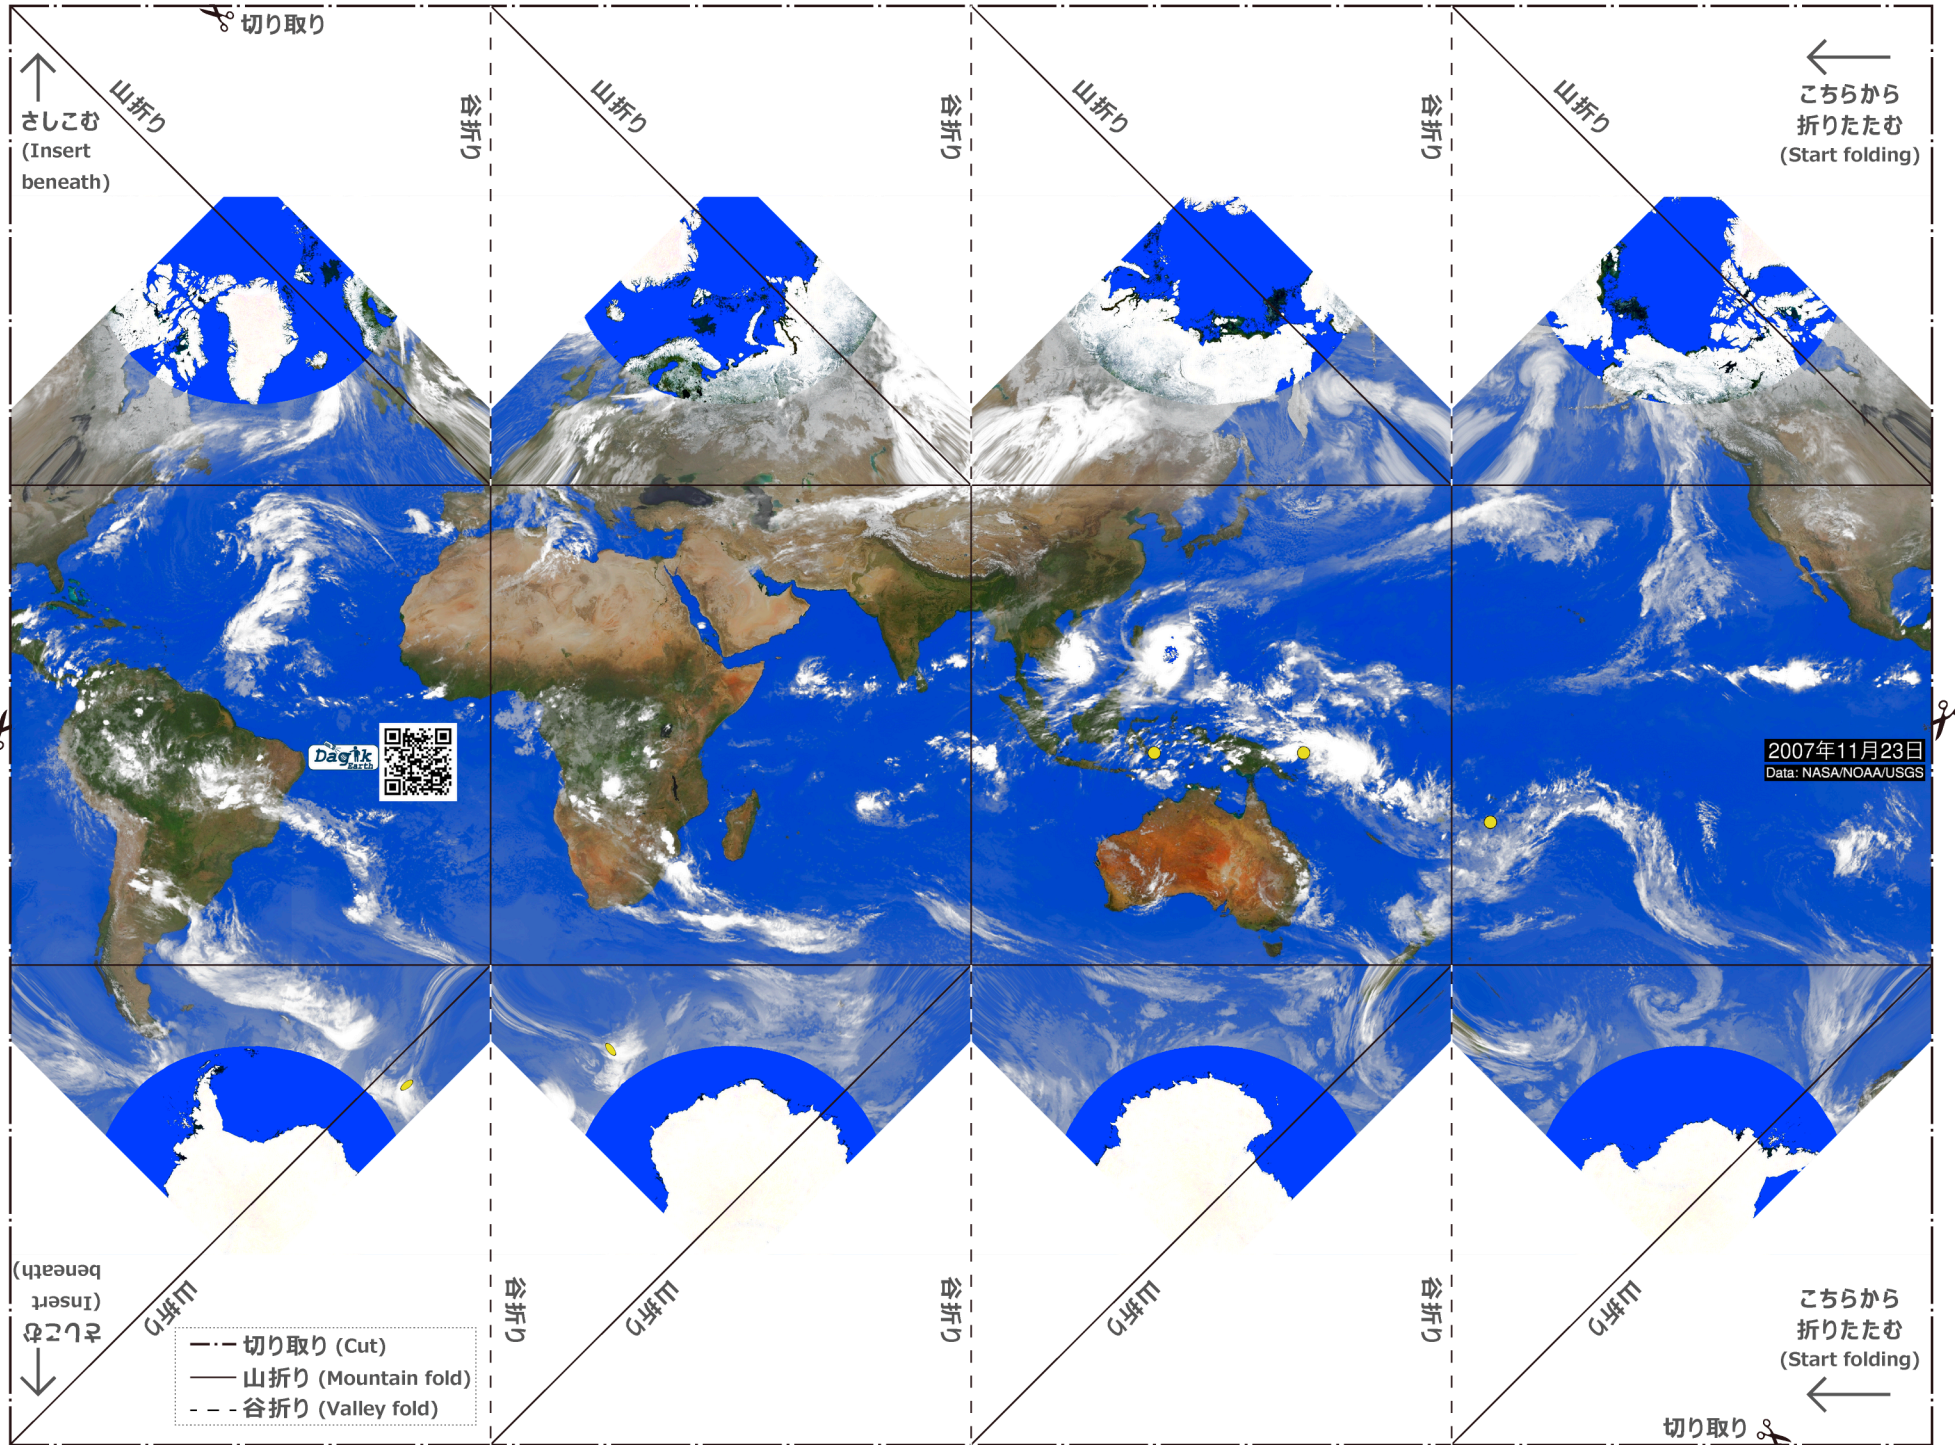 切り取り
さしこむ
(Insert
beneath)
山折り
谷折り
山折り
谷折り
山折り
谷折り
山折り
こちらから
折りたたむ
(Start folding)
Dagik
Earth
2007年11月23日
Data: NASA/NOAA/USGS
さしこむ
(Insert
beneath)
山折り
谷折り
山折り
谷折り
山折り
谷折り
山折り
こちらから
折りたたむ
(Start folding)
切り取り (Cut)
山折り (Mountain fold)
谷折り (Valley fold)
切り取り